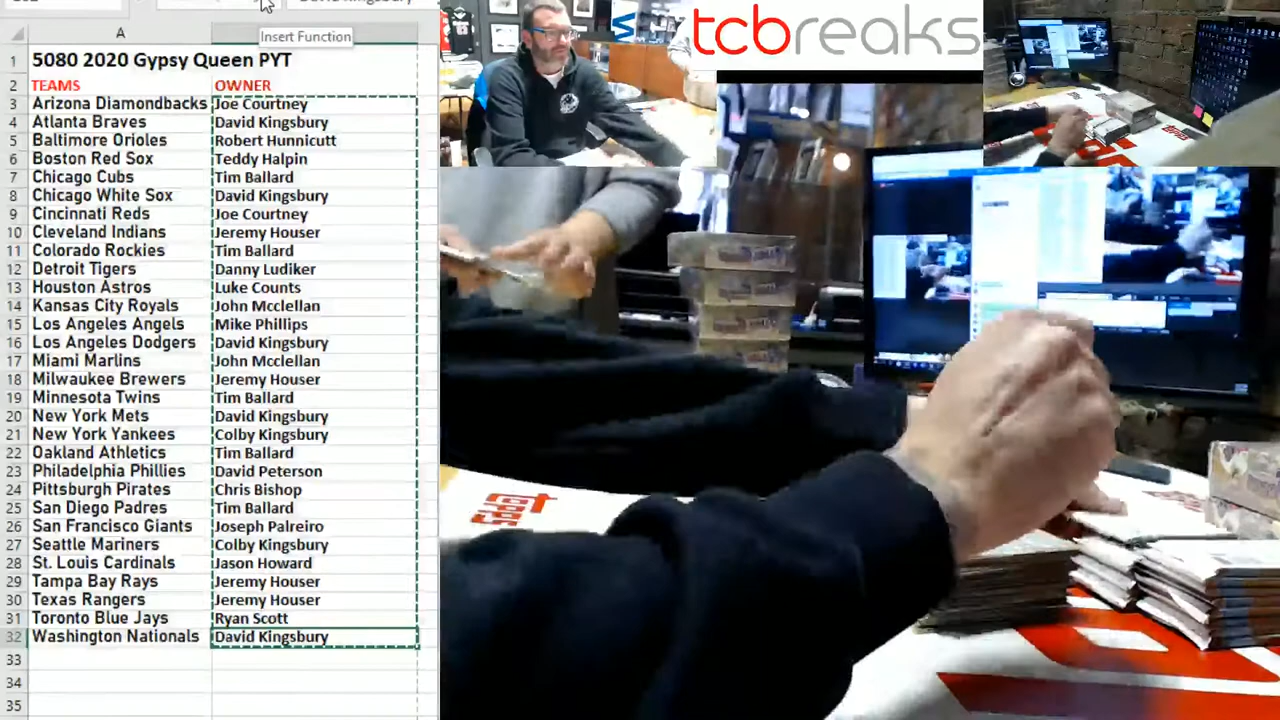 David Kingsbury
Insert Function
tcbreaks
A
1 5080 2020 Gypsy Queen PYT
2 TEAMS OWNER
3 Arizona Diamondbacks Joe Courtney
4 Atlanta Braves David Kingsbury
5 Baltimore Orioles Robert Hunnicutt
6 Boston Red Sox Teddy Halpin
7 Chicago Cubs Tim Ballard
8 Chicago White Sox David Kingsbury
9 Cincinnati Reds Joe Courtney
10 Cleveland Indians Jeremy Houser
11 Colorado Rockies Tim Ballard
12 Detroit Tigers Danny Ludiker
13 Houston Astros Luke Counts
14 Kansas City Royals John Mcclellan
15 Los Angeles Angels Mike Phillips
16 Los Angeles Dodgers David Kingsbury
17 Miami Marlins John Mcclellan
18 Milwaukee Brewers Jeremy Houser
19 Minnesota Twins Tim Ballard
20 New York Mets David Kingsbury
21 New York Yankees Colby Kingsbury
22 Oakland Athletics Tim Ballard
23 Philadelphia Phillies David Peterson
24 Pittsburgh Pirates Chris Bishop
25 San Diego Padres Tim Ballard
26 San Francisco Giants Joseph Palreiro
27 Seattle Mariners Colby Kingsbury
28 St. Louis Cardinals Jason Howard
29 Tampa Bay Rays Jeremy Houser
30 Texas Rangers Jeremy Houser
31 Toronto Blue Jays Ryan Scott
32 Washington Nationals David Kingsbury
33
34
35